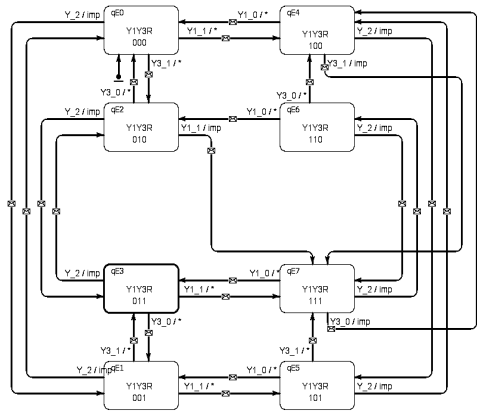 qE0
Y1Y3R
000
Y_2 / imp
Y1_0 / *
Y1_1 / *
qE4
Y1Y3R
100
Y_2 / imp
Y3_1 / *
Y3_0 / *
Y3_1 / imp
Y3_0 / *
qE2
Y1Y3R
010
Y_2 / imp
Y1_0 / *
Y1_1 / imp
qE6
Y1Y3R
110
Y_2 / imp
qE3
Y1Y3R
011
Y_2 / imp
Y1_0 / *
Y1_1 / *
qE7
Y1Y3R
111
Y_2 / imp
Y3_0 / *
Y3_1 / *
Y3_0 / imp
Y3_1 / *
qE1
Y1Y3R
001
Y_2 / imp
Y1_0 / *
Y1_1 / *
qE5
Y1Y3R
101
Y_2 / imp